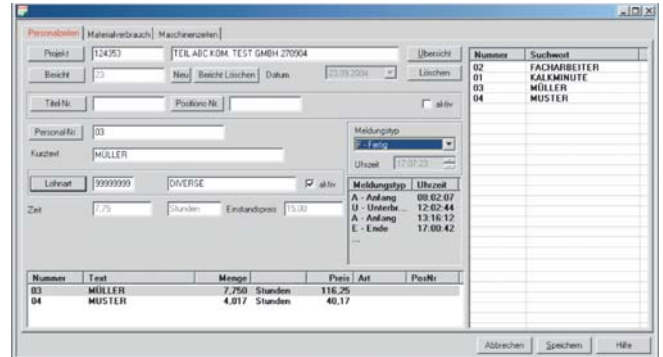 Personalzeiten Materialverbrauch Maschinenzeiten
Projekt 124353 TEIL ABC KOM. TEST GMBH 270904 Übersicht
Bericht 23 Neu Bericht Löschen Datum 23.09.2004 Löschen
Titel-Nr. Positions-Nr. aktiv
Personal-Nr. 03
Kurztext MÜLLER
Meldungstyp
F - Fertig
Uhrzeit 17:07:23
Lohnart 99999999 DIVERSE aktiv
Zeit 7,75 Stunden Einstandspreis 15,00
Meldungstyp Uhrzeit
A - Anfang 08:02:07
U - Unterbr... 12:02:44
A - Anfang 13:16:12
E - Ende 17:00:42
...
Nummer Text Menge Preis Art PosNr
03 MÜLLER 7,750 Stunden 116,25
04 MUSTER 4,017 Stunden 40,17
Nummer Suchwort
02 FACHARBEITER
01 KALKMINUTE
03 MÜLLER
04 MUSTER
Abbrechen Speichern Hilfe